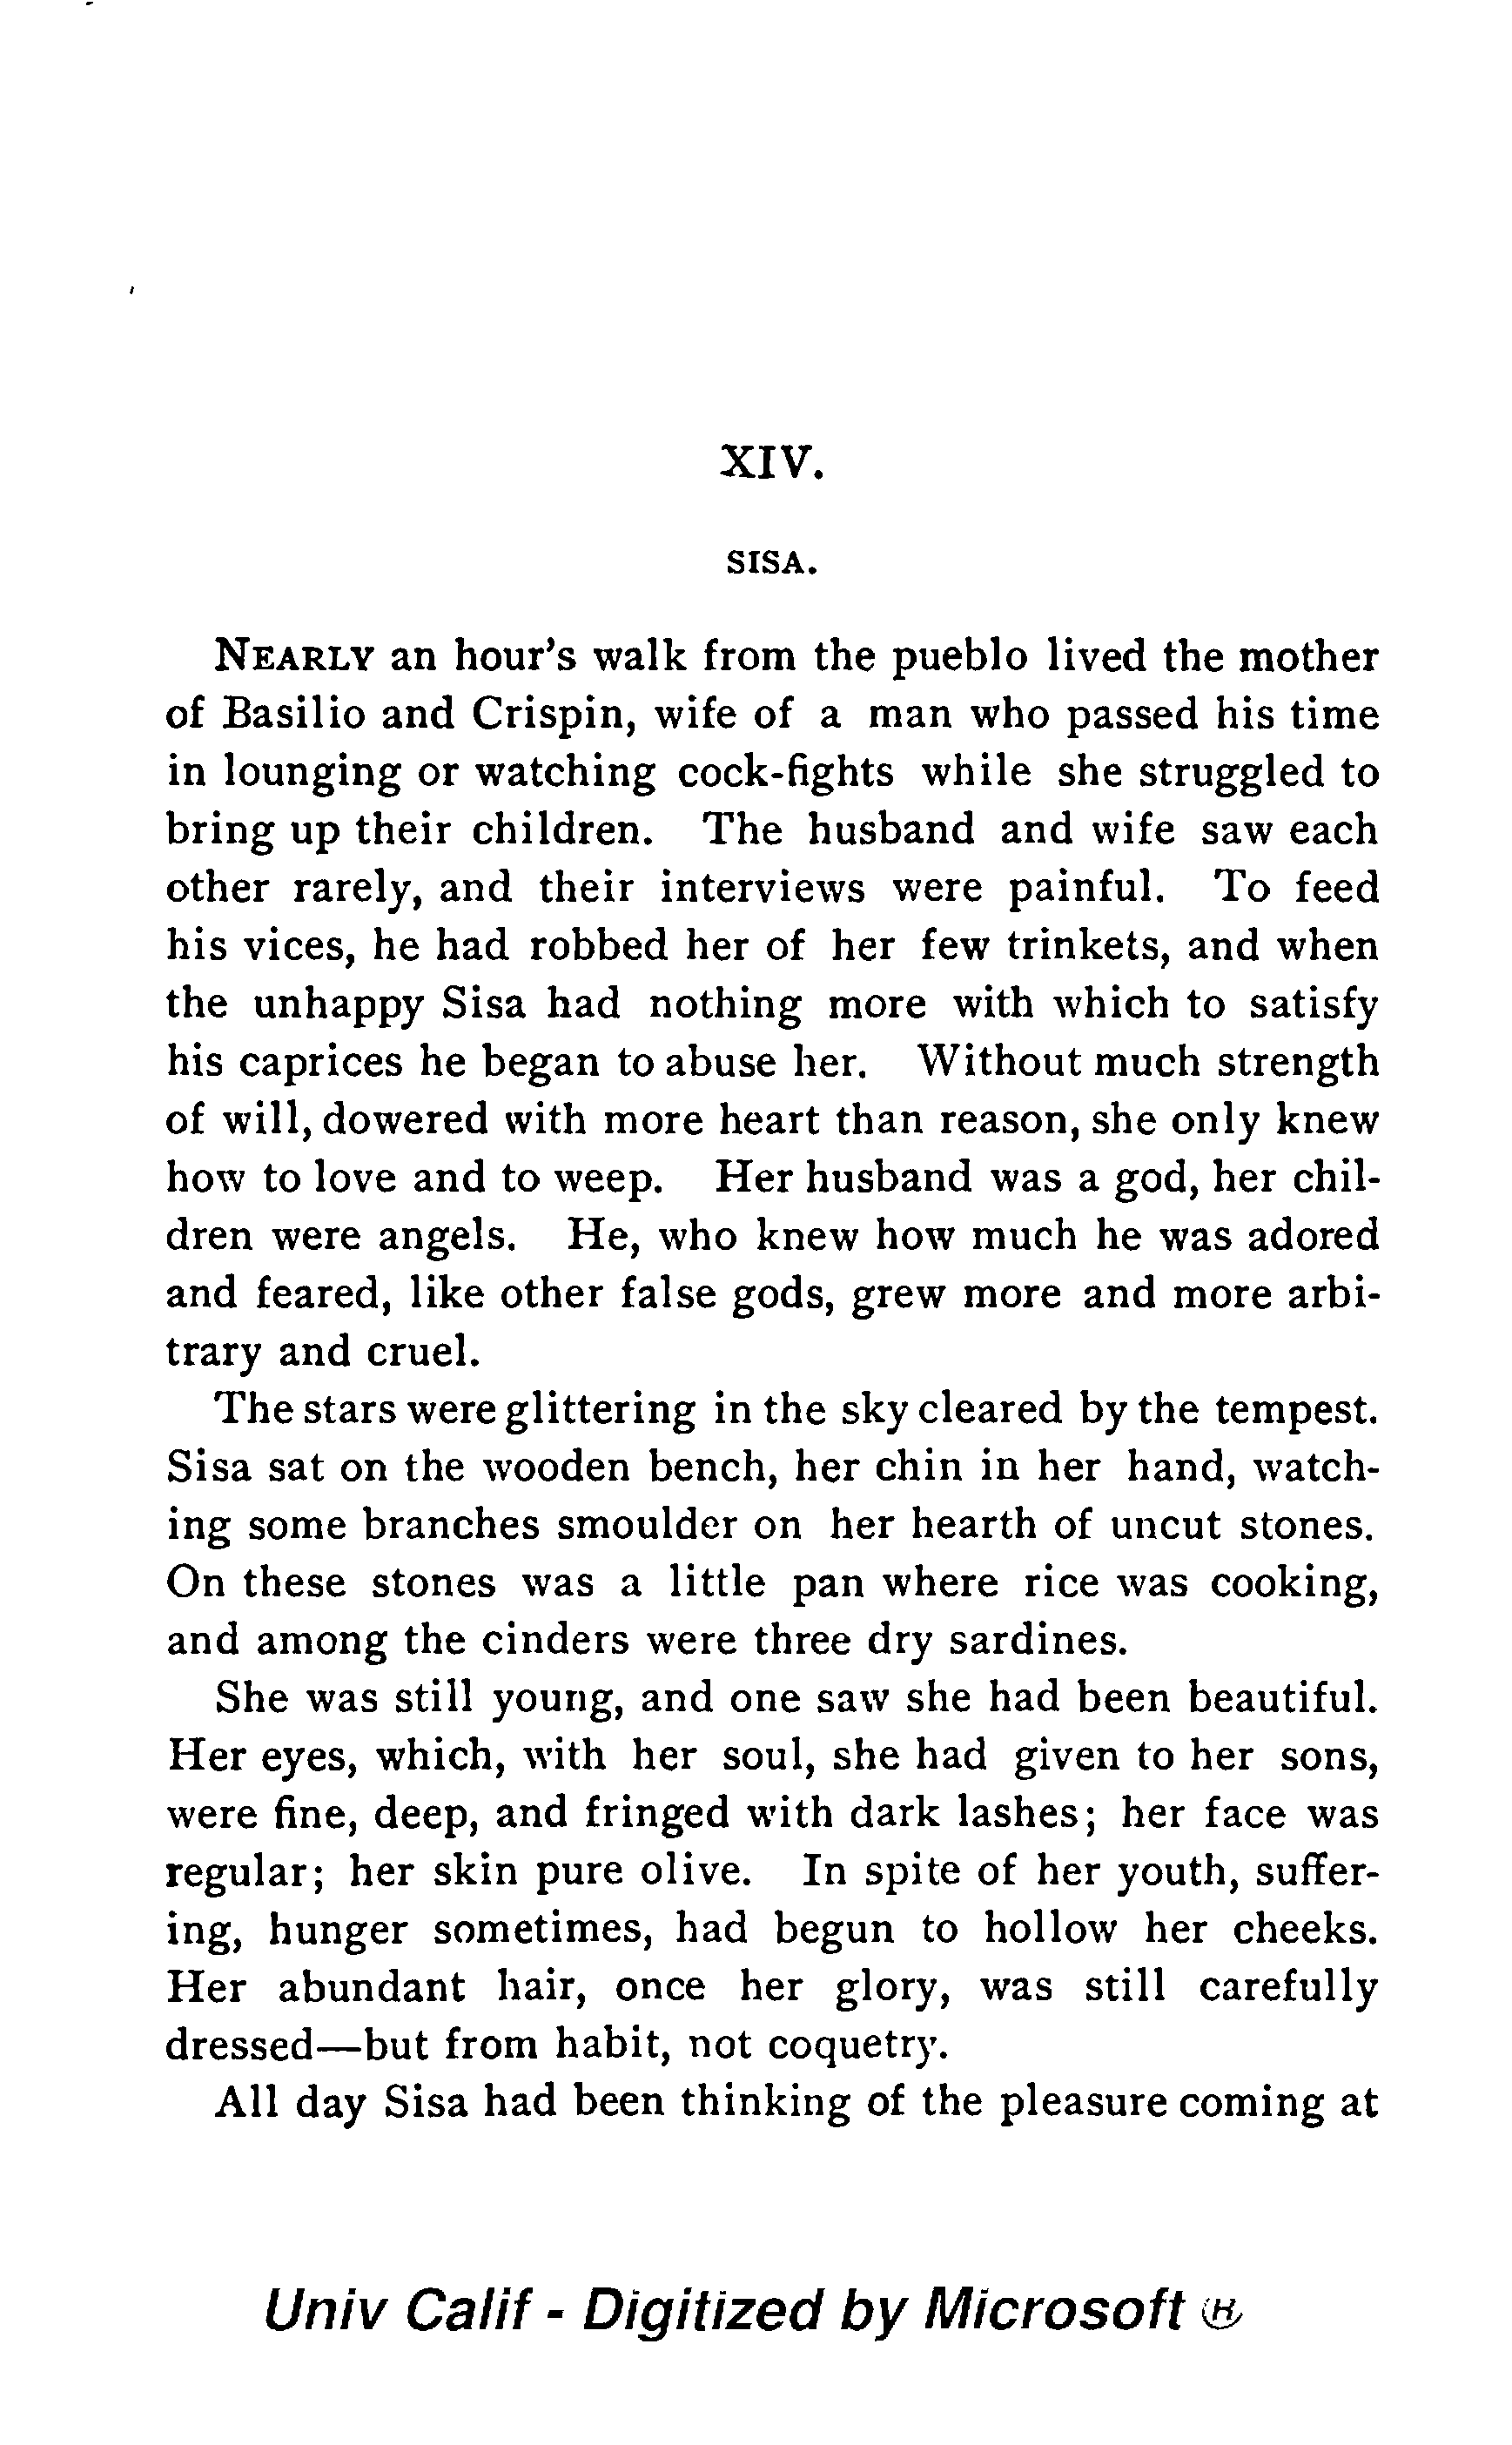 XIV.
SISA.
Nearly an hour's walk from the pueblo lived the mother
of Basilio and Crispin, wife of a man who passed his time
in lounging or watching cock-fights while she struggled to
bring up their children. The husband and wife saw each
other rarely, and their interviews were painful. To feed
his vices, he had robbed her of her few trinkets, and when
the unhappy Sisa had nothing more with which to satisfy
his caprices he began to abuse her. Without much strength
of will, dowered with more heart than reason, she only knew
how to love and to weep. Her husband was a god, her chil-
dren were angels. He, who knew how much he was adored
and feared, like other false gods, grew more and more arbi-
trary and cruel.
The stars were glittering in the sky cleared by the tempest.
Sisa sat on the wooden bench, her chin in her hand, watch-
ing some branches smoulder on her hearth of uncut stones.
On these stones was a little pan where rice was cooking,
and among the cinders were three dry sardines.
She was still young, and one saw she had been beautiful.
Her eyes, which, with her soul, she had given to her sons,
were fine, deep, and fringed with dark lashes; her face was
regular; her skin pure olive. In spite of her youth, suffer-
ing, hunger sometimes, had begun to hollow her cheeks.
Her abundant hair, once her glory, was still carefully
dressed—but from habit, not coquetry.
All day Sisa had been thinking of the pleasure coming at
Univ Calif - Digitized by Microsoft ®